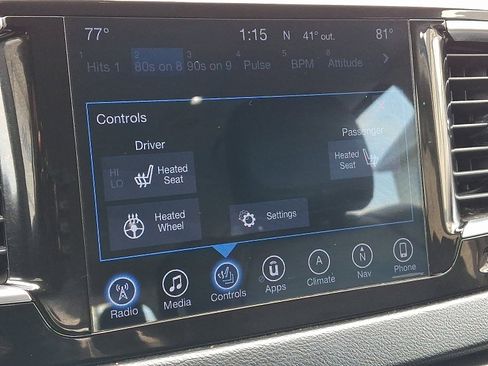 77° 1:15 N 41° out. 81°
1 2 3 4 5 6
Hits 1 80s on 8 90s on 9 Pulse BPM Attitude
Controls
Driver Passenger
HI
LO
Heated
Seat
Heated
Seat
Heated
Wheel
Settings
Radio Media Controls Apps Climate Nav Phone